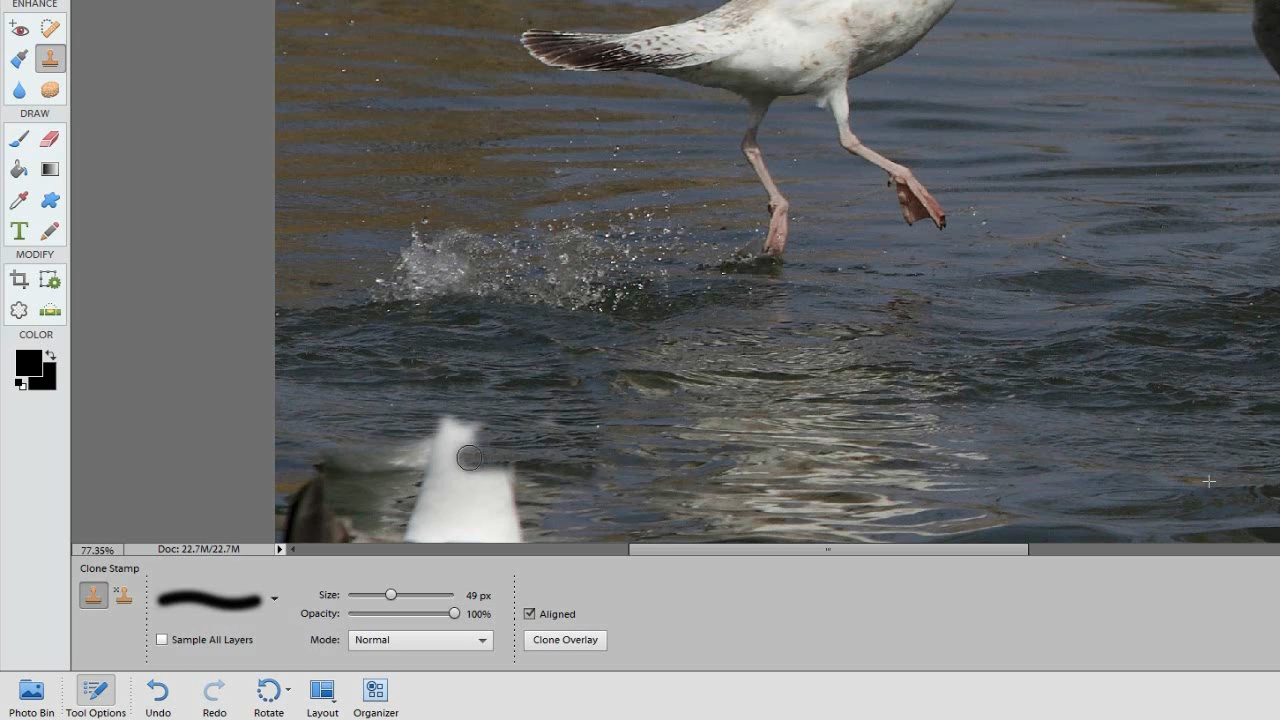 ENHANCE
DRAW
MODIFY
COLOR
77.35% Doc: 22.7M/22.7M
Clone Stamp
Size: 49 px
Opacity: 100%
Aligned
Sample All Layers Mode: Normal Clone Overlay
Photo Bin Tool Options Undo Redo Rotate Layout Organizer